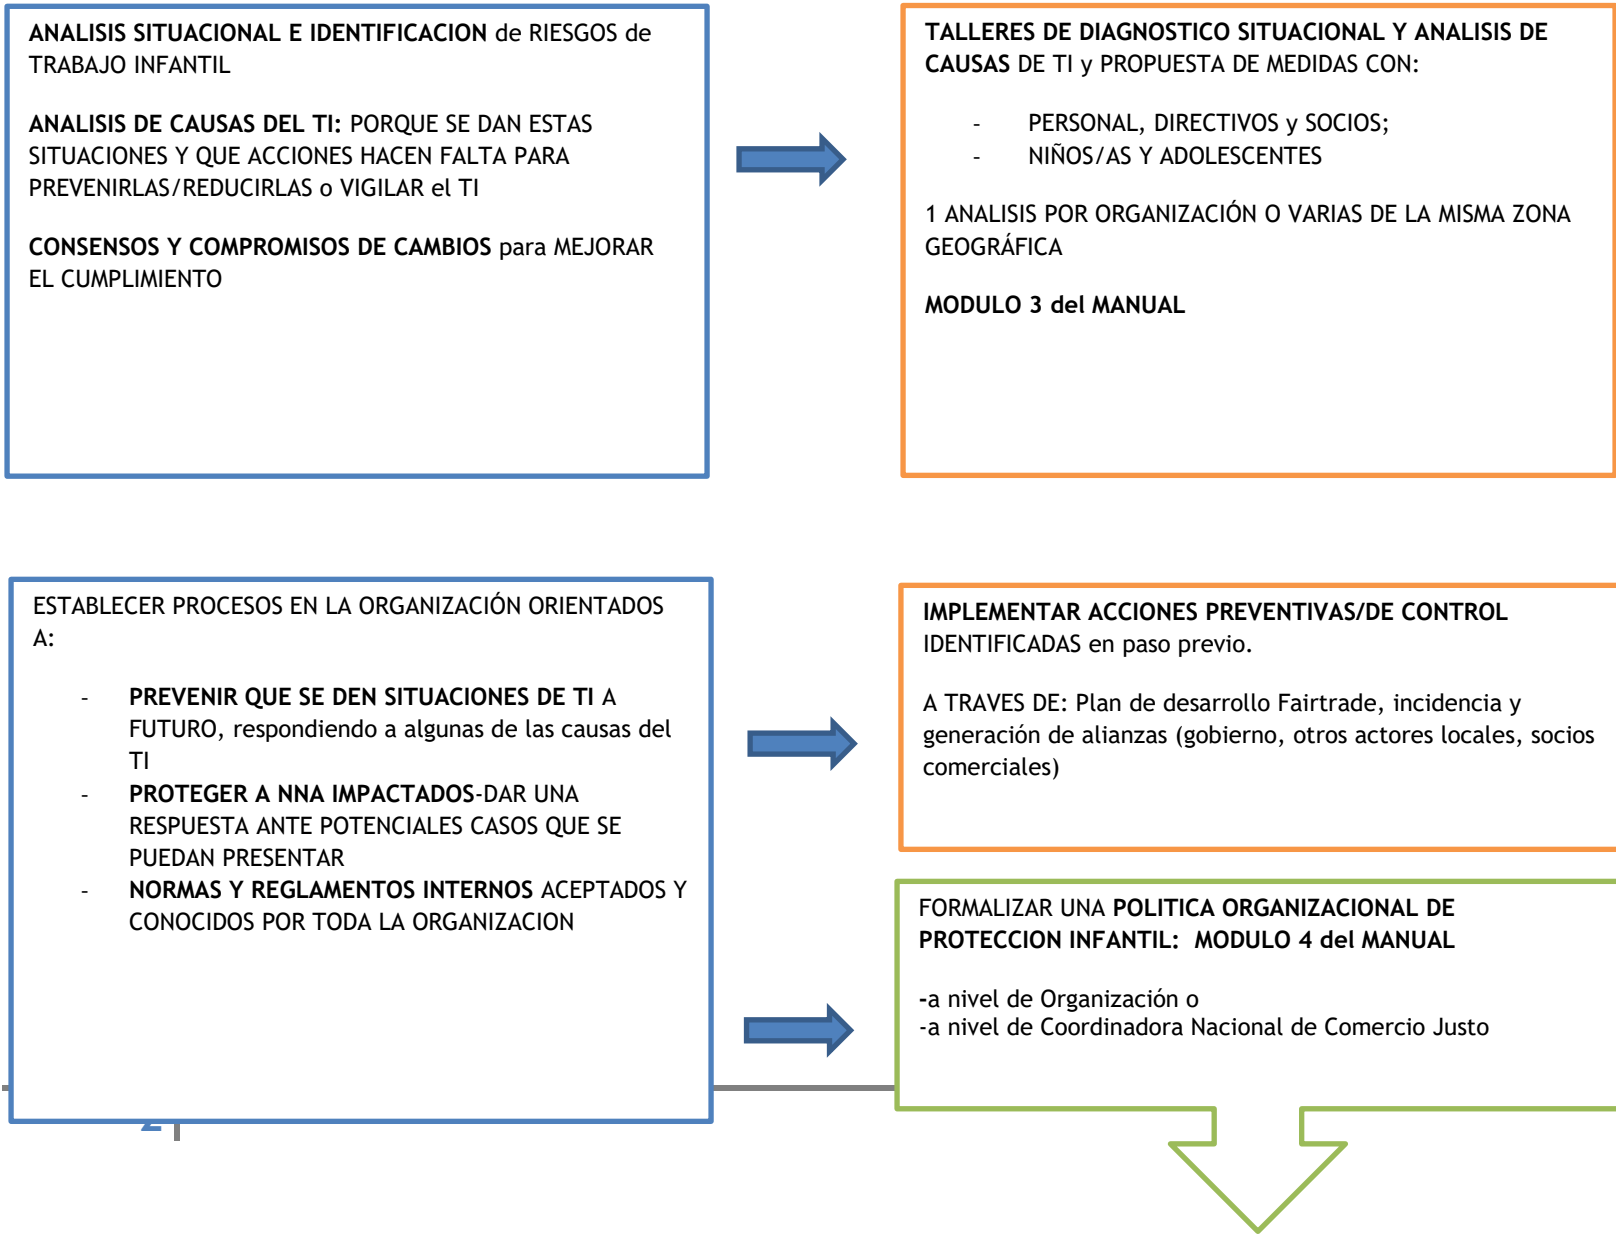 ANALISIS SITUACIONAL E IDENTIFICACION de RIESGOS de
TRABAJO INFANTIL
ANALISIS DE CAUSAS DEL TI: PORQUE SE DAN ESTAS
SITUACIONES Y QUE ACCIONES HACEN FALTA PARA
PREVENIRLAS/REDUCIRLAS o VIGILAR el TI
CONSENSOS Y COMPROMISOS DE CAMBIOS para MEJORAR
EL CUMPLIMIENTO
TALLERES DE DIAGNOSTICO SITUACIONAL Y ANALISIS DE
CAUSAS DE TI y PROPUESTA DE MEDIDAS CON:
- PERSONAL, DIRECTIVOS y SOCIOS;
- NIÑOS/AS Y ADOLESCENTES
1 ANALISIS POR ORGANIZACIÓN O VARIAS DE LA MISMA ZONA
GEOGRÁFICA
MODULO 3 del MANUAL
ESTABLECER PROCESOS EN LA ORGANIZACIÓN ORIENTADOS
A:
- PREVENIR QUE SE DEN SITUACIONES DE TI A
FUTURO, respondiendo a algunas de las causas del
TI
- PROTEGER A NNA IMPACTADOS-DAR UNA
RESPUESTA ANTE POTENCIALES CASOS QUE SE
PUEDAN PRESENTAR
- NORMAS Y REGLAMENTOS INTERNOS ACEPTADOS Y
CONOCIDOS POR TODA LA ORGANIZACION
IMPLEMENTAR ACCIONES PREVENTIVAS/DE CONTROL
IDENTIFICADAS en paso previo.
A TRAVES DE: Plan de desarrollo Fairtrade, incidencia y
generación de alianzas (gobierno, otros actores locales, socios
comerciales)
FORMALIZAR UNA POLITICA ORGANIZACIONAL DE
PROTECCION INFANTIL: MODULO 4 del MANUAL
-a nivel de Organización o
-a nivel de Coordinadora Nacional de Comercio Justo